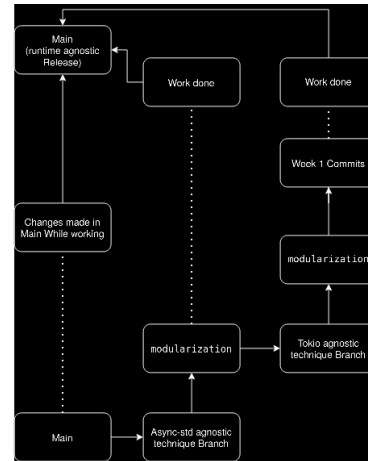 Main
(runtime agnostic
Release)
Work done
Work done
Week 1 Commits
Changes made in
Main While working
modularization
modularization
Tokio agnostic
technique Branch
Main
Async-std agnostic
technique Branch